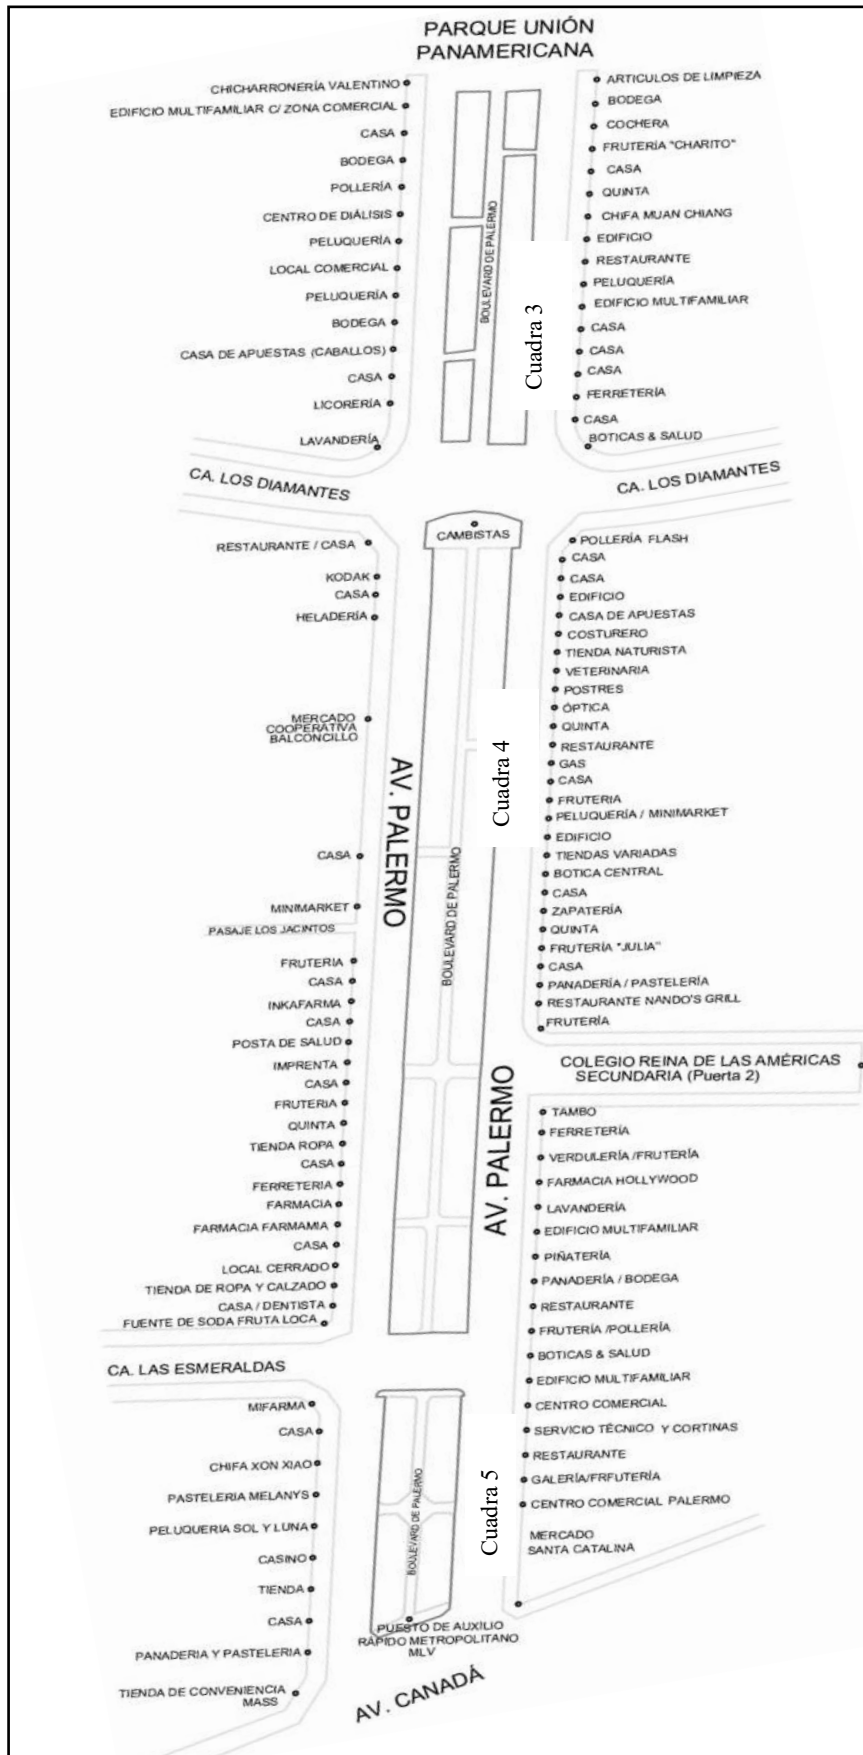 PARQUE UNIÓN
PANAMERICANA
CHICHARRONERÍA VALENTINO
EDIFICIO MULTIFAMILIAR C/ ZONA COMERCIAL
CASA
BODEGA
POLLERÍA
CENTRO DE DIÁLISIS
PELUQUERÍA
LOCAL COMERCIAL
PELUQUERÍA
BODEGA
CASA DE APUESTAS (CABALLOS)
CASA
LICORERÍA
LAVANDERÍA
BOULEVARD DE PALERMO
Cuadra 3
ARTICULOS DE LIMPIEZA
BODEGA
COCHERA
FRUTERÍA "CHARITO"
CASA
QUINTA
CHIFA MUAN CHIANG
EDIFICIO
RESTAURANTE
PELUQUERÍA
EDIFICIO MULTIFAMILIAR
CASA
CASA
CASA
FERRETERÍA
CASA
BOTICAS & SALUD
CA. LOS DIAMANTES
CA. LOS DIAMANTES
CAMBISTAS
RESTAURANTE / CASA
KODAK
CASA
HELADERÍA
MERCADO
COOPERATIVA
BALCONCILLO
CASA
MINIMARKET
PASAJE LOS JACINTOS
FRUTERIA
CASA
INKAFARMA
CASA
POSTA DE SALUD
IMPRENTA
CASA
FRUTERIA
QUINTA
TIENDA ROPA
CASA
FERRETERIA
FARMACIA
FARMACIA FARMAMIA
CASA
LOCAL CERRADO
TIENDA DE ROPA Y CALZADO
CASA / DENTISTA
FUENTE DE SODA FRUTA LOCA
AV. PALERMO
BOULEVARD DE PALERMO
Cuadra 4
AV. PALERMO
POLLERÍA FLASH
CASA
CASA
EDIFICIO
CASA DE APUESTAS
COSTURERO
TIENDA NATURISTA
VETERINARIA
POSTRES
ÓPTICA
QUINTA
RESTAURANTE
GAS
CASA
FRUTERIA
PELUQUERÍA / MINIMARKET
EDIFICIO
TIENDAS VARIADAS
BOTICA CENTRAL
CASA
ZAPATERÍA
QUINTA
FRUTERÍA "JULIA"
CASA
PANADERÍA / PASTELERÍA
RESTAURANTE NANDO'S GRILL
FRUTERÍA
COLEGIO REINA DE LAS AMÉRICAS
SECUNDARIA (Puerta 2)
TAMBO
FERRETERÍA
VERDULERÍA /FRUTERÍA
FARMACIA HOLLYWOOD
LAVANDERÍA
EDIFICIO MULTIFAMILIAR
PIÑATERÍA
PANADERÍA / BODEGA
RESTAURANTE
FRUTERÍA /POLLERÍA
BOTICAS & SALUD
EDIFICIO MULTIFAMILIAR
CENTRO COMERCIAL
SERVICIO TÉCNICO Y CORTINAS
RESTAURANTE
GALERÍA/FRFUTERÍA
CENTRO COMERCIAL PALERMO
MERCADO
SANTA CATALINA
CA. LAS ESMERALDAS
MIFARMA
CASA
CHIFA XON XIAO
PASTELERIA MELANYS
PELUQUERIA SOL Y LUNA
CASINO
TIENDA
CASA
PANADERIA Y PASTELERIA
TIENDA DE CONVENIENCIA
MASS
BOULEVARD DE PALERMO
Cuadra 5
PUESTO DE AUXILIO
RÁPIDO METROPOLITANO
MLV
AV. CANADÁ